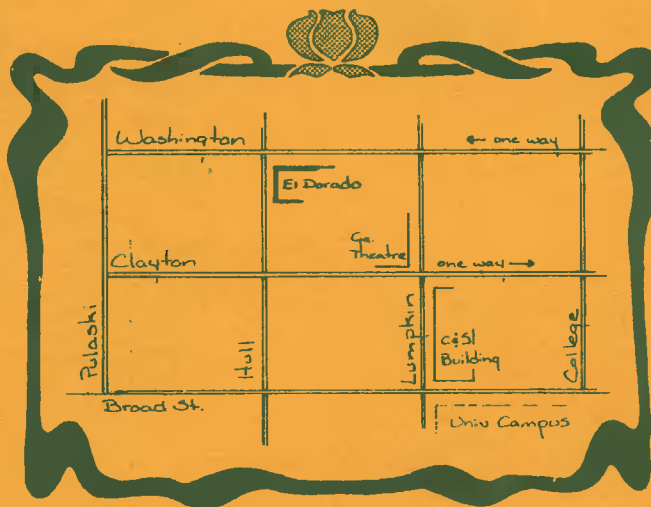 Washington
← one way
El Dorado
Ga.
Theatre
Clayton
one way →
Pulaski
Hull
Lumpkin
C&S
Building
College
Broad St.
Univ Campus